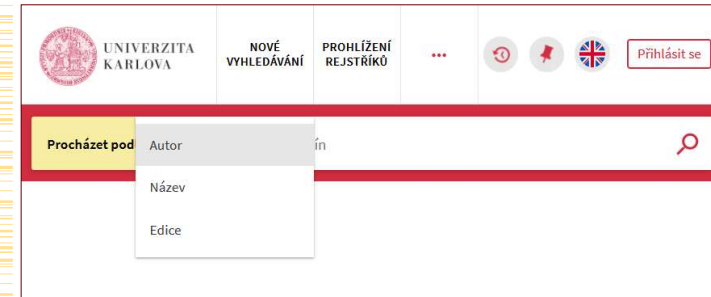 UNIVERZITA
KARLOVA
NOVÉ
VYHLEDÁVÁNÍ
PROHLÍŽENÍ
REJSTŘÍKŮ
•••
Přihlásit se
Procházet pod
Autor
ín
Název
Edice